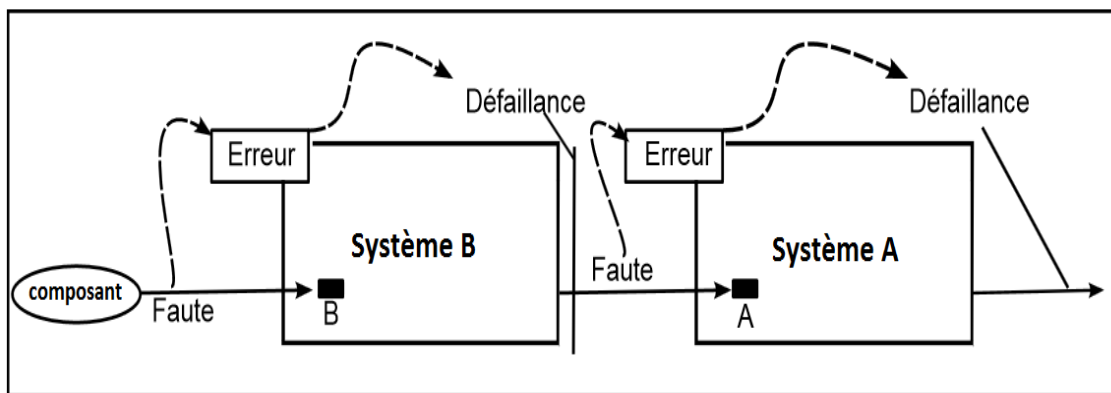 Défaillance
Défaillance
Erreur
Erreur
Système B
Système A
Faute
composant
Faute
B
A